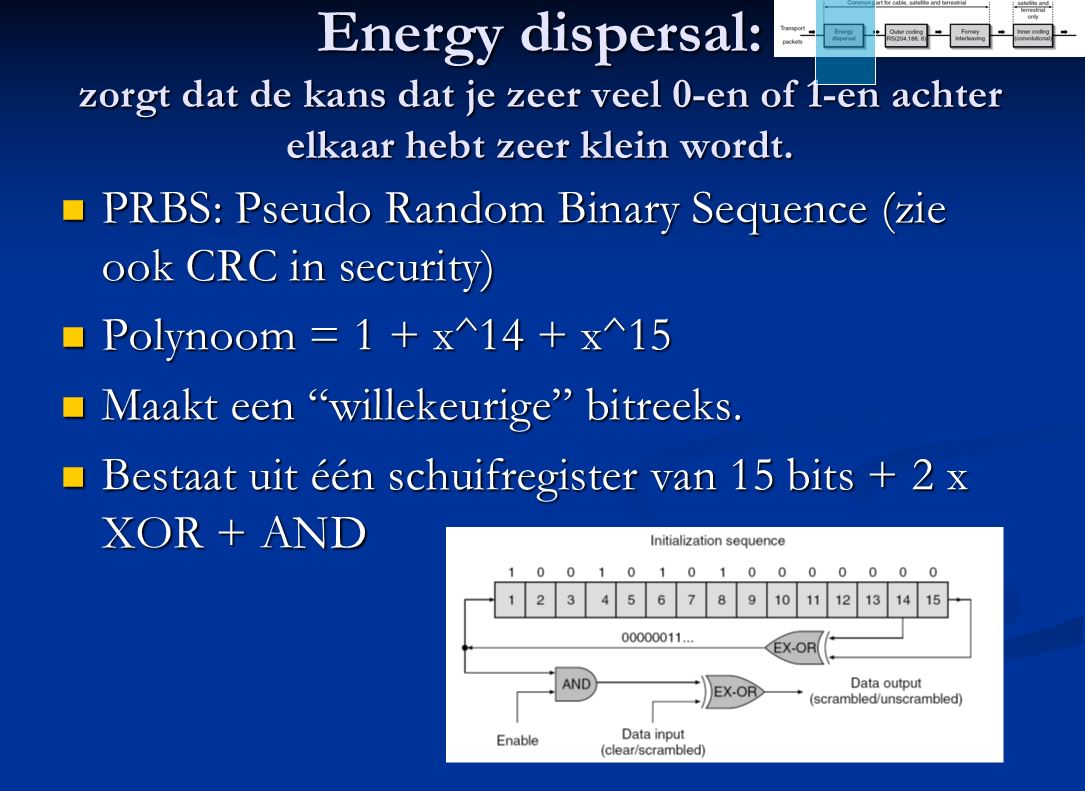 Energy dispersal:
zorgt dat de kans dat je zeer veel 0-en of 1-en achter
elkaar hebt zeer klein wordt.
Common part for cable, satellite and terrestrial
satellite and
terrestrial
only
Transport
packets
Energy
dispersal
Outer coding
RS(204,188, 8)
Forney
interleaving
Inner coding
(convolutional)
PRBS: Pseudo Random Binary Sequence (zie
ook CRC in security)
Polynoom = 1 + x^14 + x^15
Maakt een “willekeurige” bitreeks.
Bestaat uit één schuifregister van 15 bits + 2 x
XOR + AND
Initialization sequence
1 0 0 1 0 1 0 1 0 0 0 0 0 0 0
1 2 3 4 5 6 7 8 9 10 11 12 13 14 15
00000011...
EX-OR
AND
EX-OR
Data output
(scrambled/unscrambled)
Enable
Data input
(clear/scrambled)